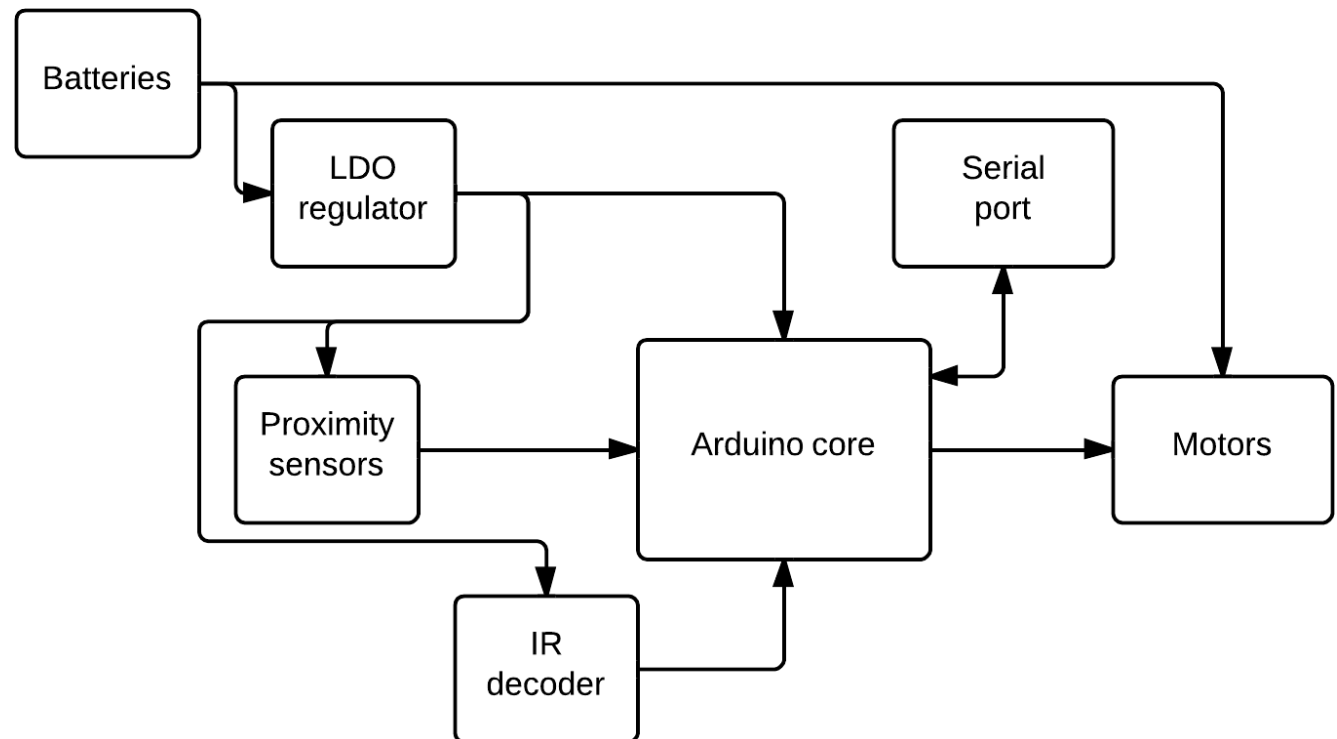 Batteries
LDO
regulator
Serial
port
Proximity
sensors
Arduino core
Motors
IR
decoder